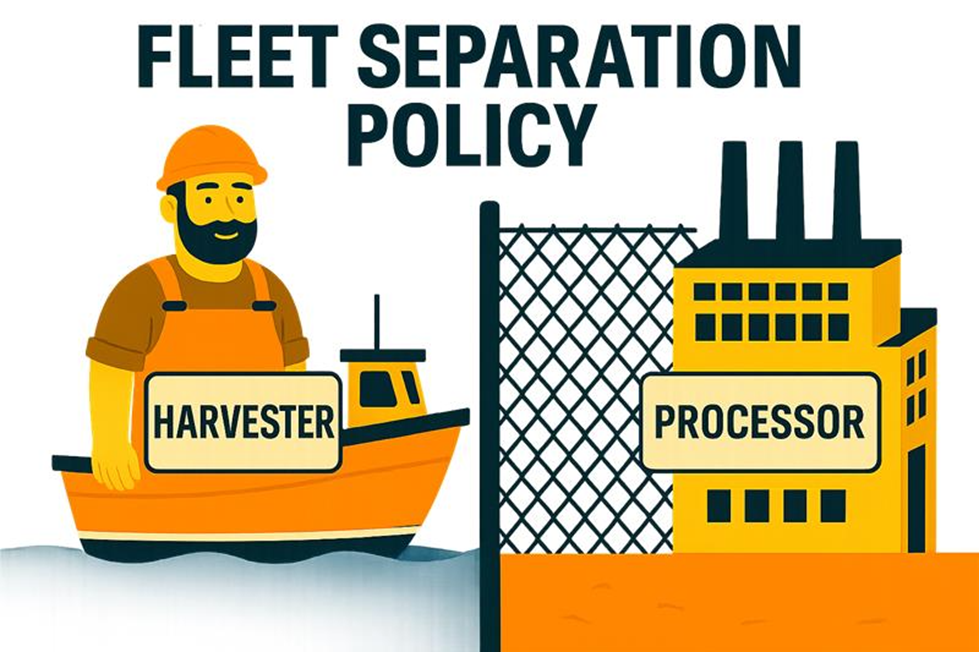 FLEET SEPARATION
POLICY
HARVESTER
PROCESSOR